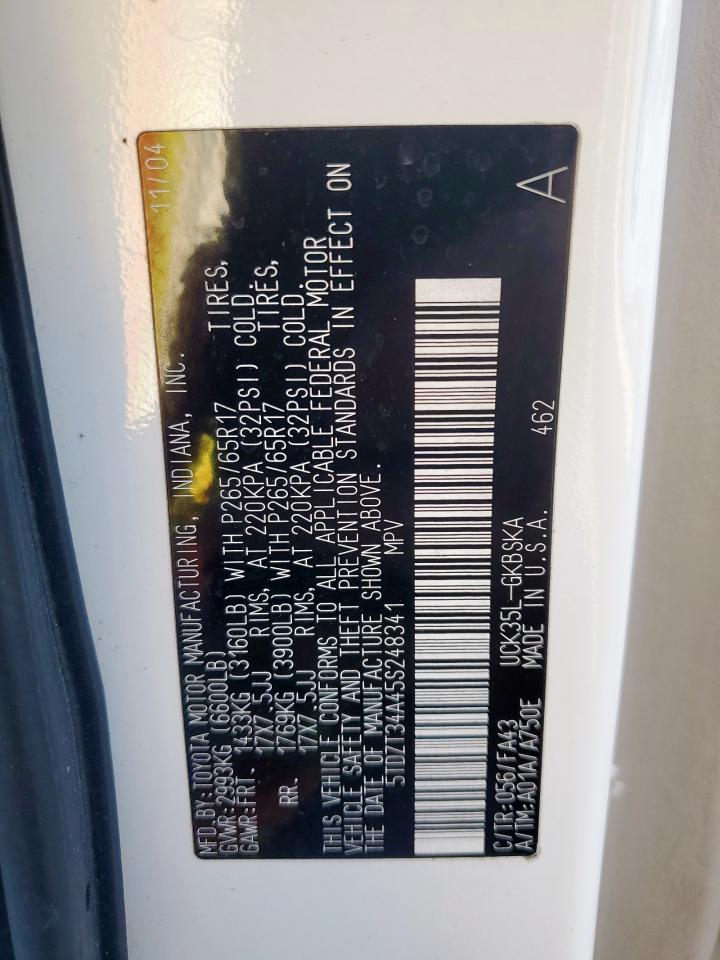 MFD.BY:TOYOTA MOTOR MANUFACTURING, INDIANA, INC. 11/04
GVWR:2993KG (6600LB)
GAWR:FRT. 1433KG (3160LB) WITH P265/65R17 TIRES,
17X7.5JJ RIMS, AT 220KPA (32PSI) COLD.
RR. 1769KG (3900LB) WITH P265/65R17 TIRES,
17X7.5JJ RIMS, AT 220KPA (32PSI) COLD.
THIS VEHICLE CONFORMS TO ALL APPLICABLE FEDERAL MOTOR
VEHICLE SAFETY AND THEFT PREVENTION STANDARDS IN EFFECT ON
THE DATE OF MANUFACTURE SHOWN ABOVE.
5TDZT34A45S248341 MPV
C/TR:056/FA43 UCK35L-GKBSKA 462
A/TM:A01A/A750E MADE IN U.S.A. A